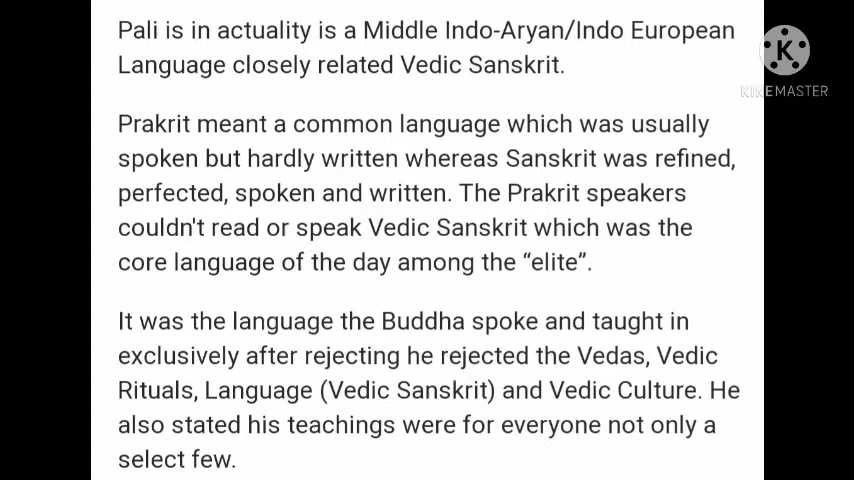 Pali is in actuality is a Middle Indo-Aryan/Indo European
Language closely related Vedic Sanskrit.
Prakrit meant a common language which was usually
spoken but hardly written whereas Sanskrit was refined,
perfected, spoken and written. The Prakrit speakers
couldn't read or speak Vedic Sanskrit which was the
core language of the day among the “elite”.
It was the language the Buddha spoke and taught in
exclusively after rejecting he rejected the Vedas, Vedic
Rituals, Language (Vedic Sanskrit) and Vedic Culture. He
also stated his teachings were for everyone not only a
select few.
K
KINEMASTER